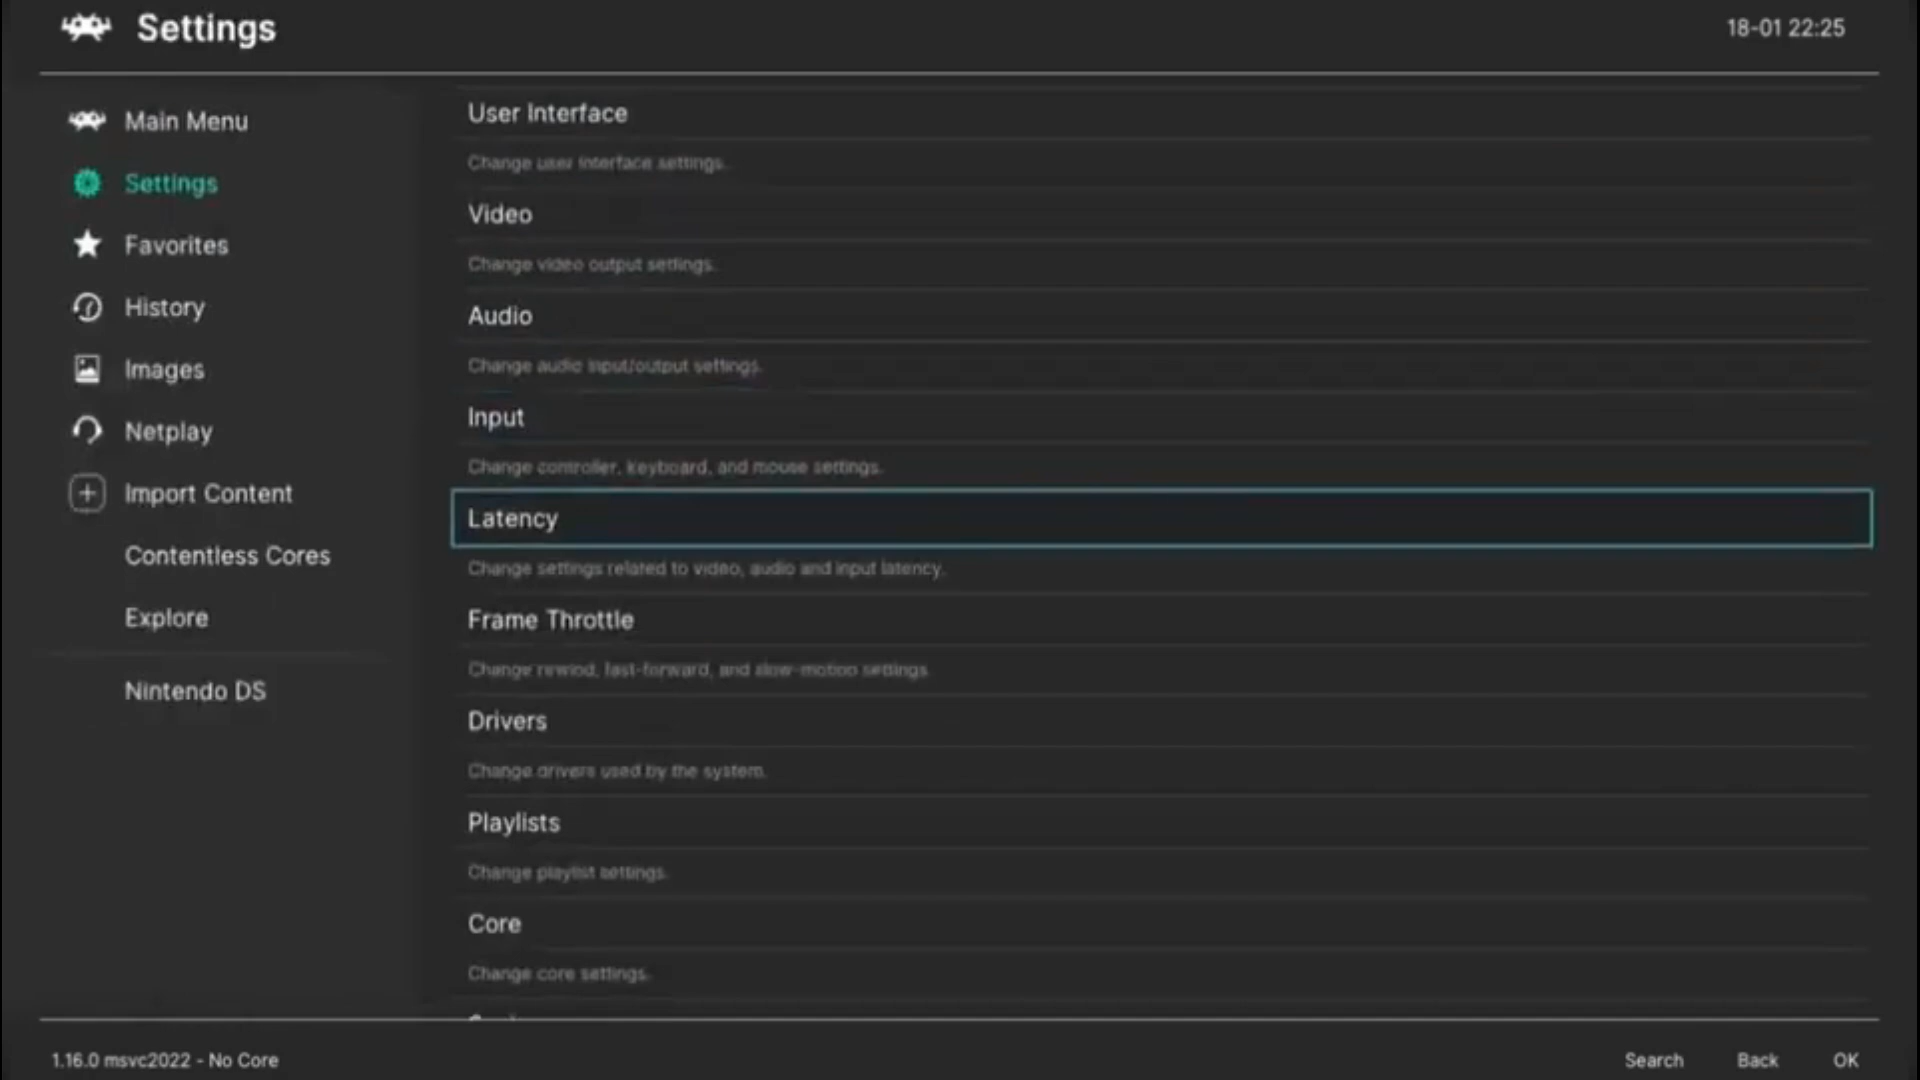 Settings
18-01 22:25
Main Menu
Settings
Favorites
History
Images
Netplay
Import Content
Contentless Cores
Explore
Nintendo DS
User Interface
Change user interface settings.
Video
Change video output settings.
Audio
Change audio input/output settings.
Input
Change controller, keyboard, and mouse settings.
Latency
Change settings related to video, audio and input latency.
Frame Throttle
Change rewind, fast-forward, and slow-motion settings.
Drivers
Change drivers used by the system.
Playlists
Change playlist settings.
Core
Change core settings.
1.16.0 msvc2022 - No Core
Search
Back
OK